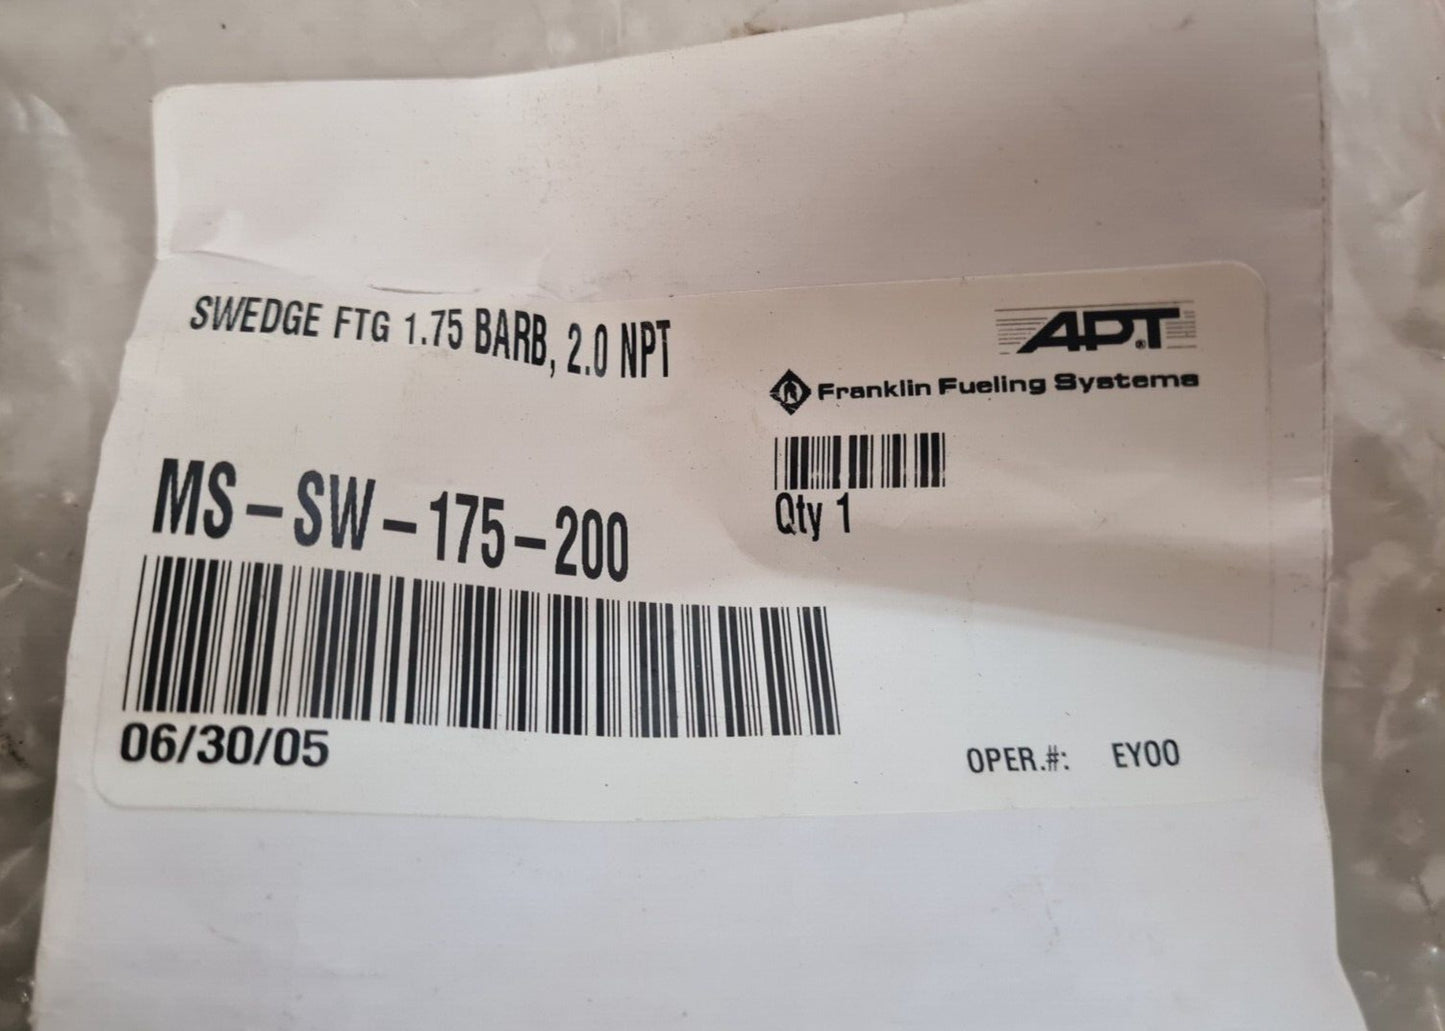 SWEDGE FTG 1.75 BARB, 2.0 NPT
APT®
Franklin Fueling Systems
Qty 1
MS-SW-175-200
06/30/05
OPER.#: EY00